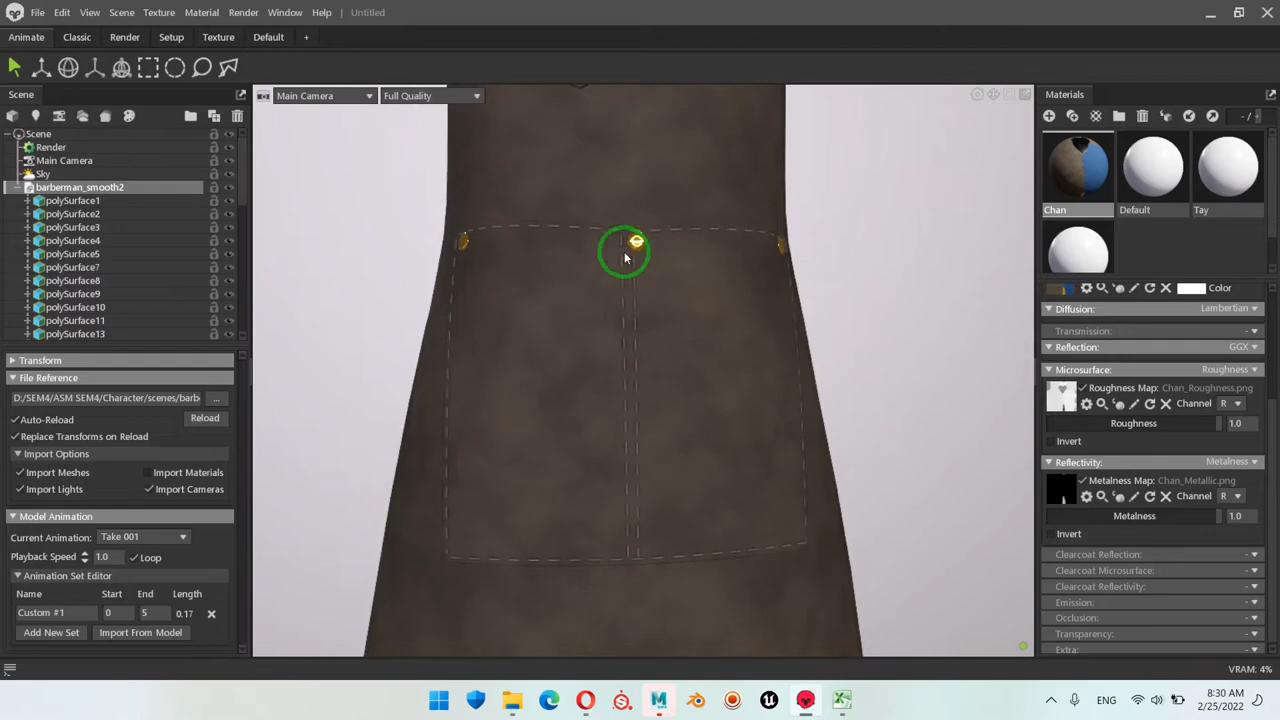 File Edit View Scene Texture Material Render Window Help Untitled
Animate Classic Render Setup Texture Default +
Scene
Main Camera
Full Quality
Materials
Scene
Render
Main Camera
Sky
barberman_smooth2
polySurface1
polySurface2
polySurface3
polySurface4
polySurface5
polySurface7
polySurface8
polySurface9
polySurface10
polySurface11
polySurface13
Transform
File Reference
D:/SEM4/ASM SEM4/Character/scenes/barb ...
Auto-Reload Reload
Replace Transforms on Reload
Import Options
Import Meshes Import Materials
Import Lights Import Cameras
Model Animation
Current Animation: Take 001
Playback Speed 1.0 Loop
Animation Set Editor
Name Start End Length
Custom #1 0 5 0.17
Add New Set Import From Model
- /
Chan Default Tay
Color
Diffusion: Lambertian
Transmission: -
Reflection: GGX
Microsurface: Roughness
Roughness Map: Chan_Roughness.png
Channel R
Roughness 1.0
Invert
Reflectivity: Metalness
Metalness Map: Chan_Metallic.png
Channel R
Metalness 1.0
Invert
Clearcoat Reflection: -
Clearcoat Microsurface: -
Clearcoat Reflectivity: -
Emission: -
Occlusion: -
Transparency: -
Extra: -
VRAM: 4%
ENG
8:30 AM
2/25/2022